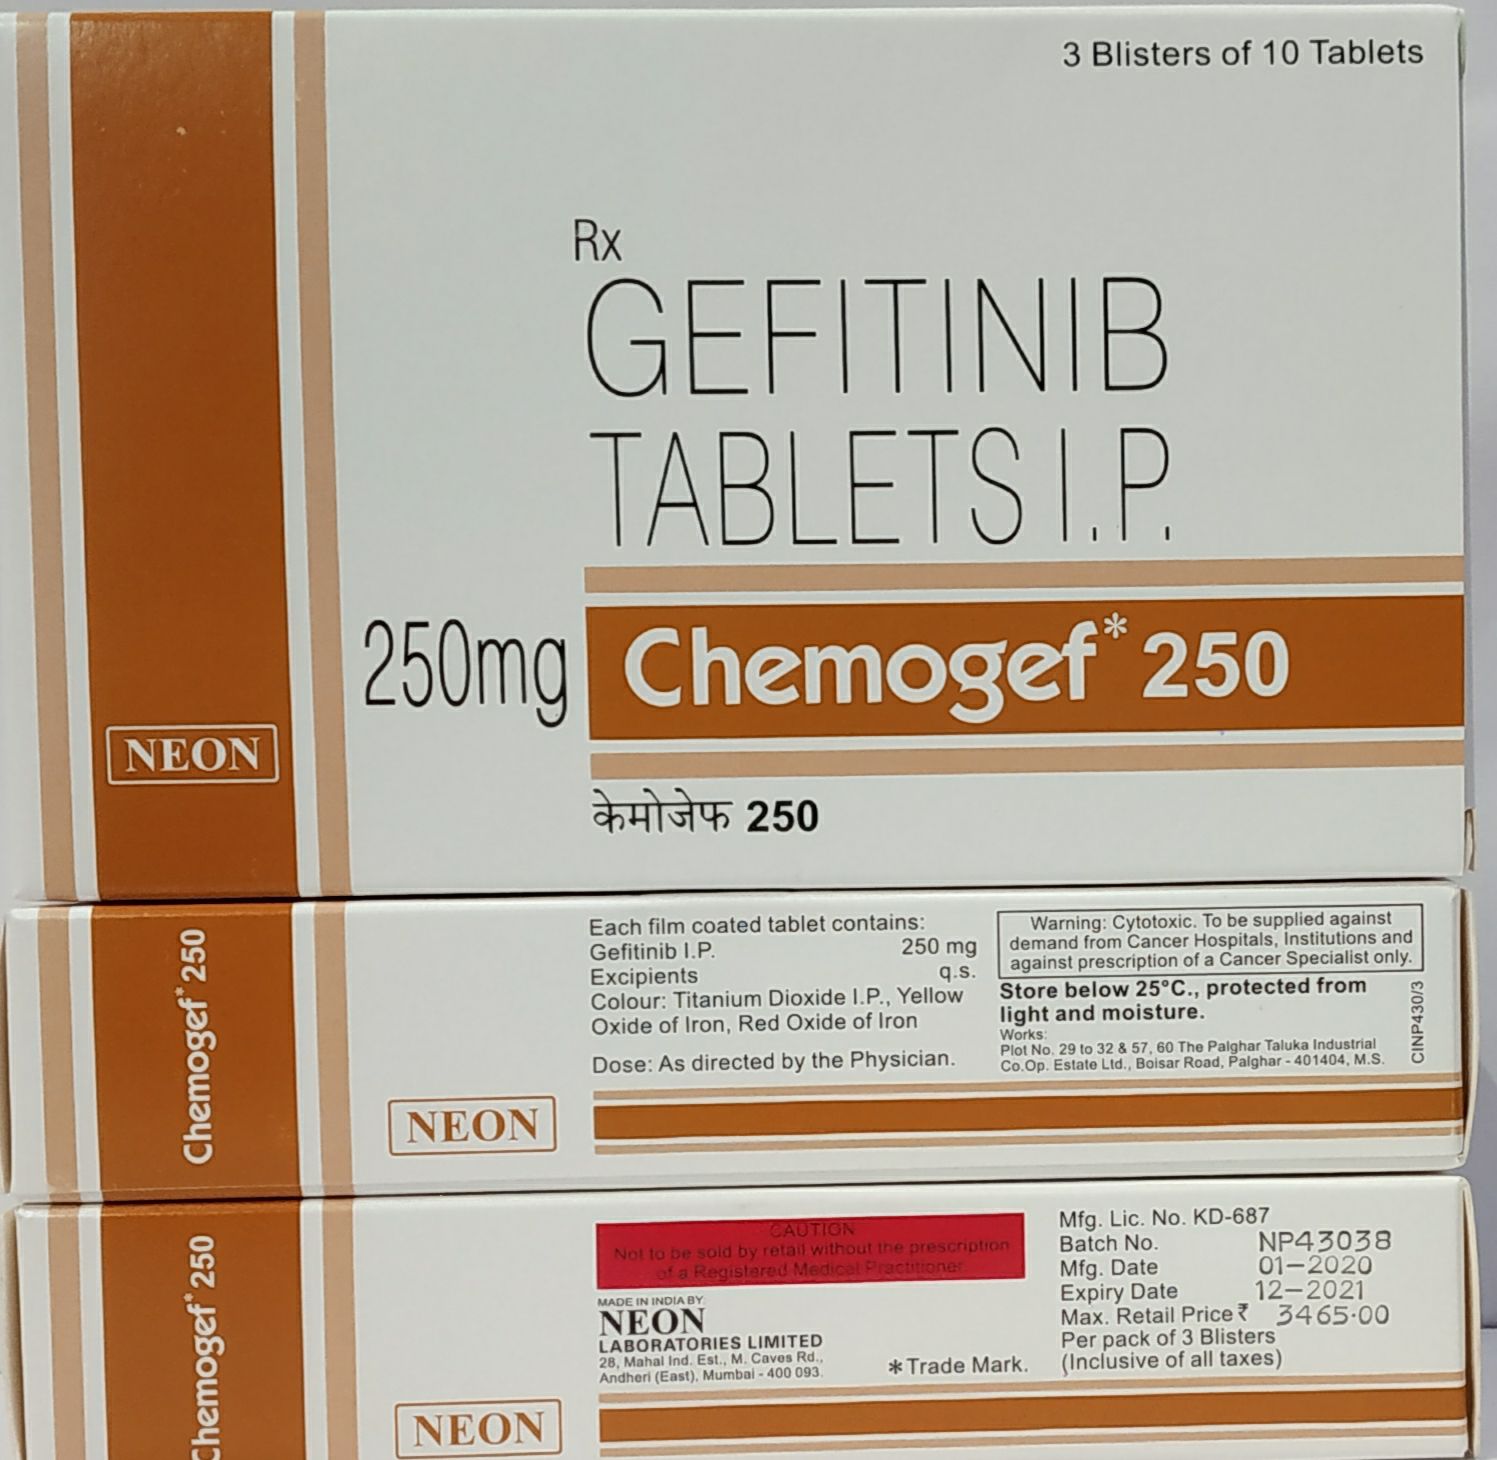 3 Blisters of 10 Tablets
Rx
GEFITINIB
TABLETS I.P.
250mg
Chemogef* 250
NEON
केमोजेफ 250
Chemogef* 250
Each film coated tablet contains:
Gefitinib I.P. 250 mg
Excipients q.s.
Colour: Titanium Dioxide I.P., Yellow
Oxide of Iron, Red Oxide of Iron
Dose: As directed by the Physician.
Warning: Cytotoxic. To be supplied against
demand from Cancer Hospitals, Institutions and
against prescription of a Cancer Specialist only.
Store below 25°C., protected from
light and moisture.
Works:
Plot No. 29 to 32 & 57, 60 The Palghar Taluka Industrial
Co.Op. Estate Ltd., Boisar Road, Palghar - 401404, M.S.
CINP430/3
NEON
Chemogef* 250
CAUTION
Not to be sold by retail without the prescription
of a Registered Medical Practitioner
MADE IN INDIA BY:
NEON
LABORATORIES LIMITED
28, Mahal Ind. Est., M. Caves Rd.,
Andheri (East), Mumbai - 400 093.
*Trade Mark.
Mfg. Lic. No. KD-687
Batch No. NP43038
Mfg. Date 01-2020
Expiry Date 12-2021
Max. Retail Price ₹ 3465.00
Per pack of 3 Blisters
(Inclusive of all taxes)
NEON